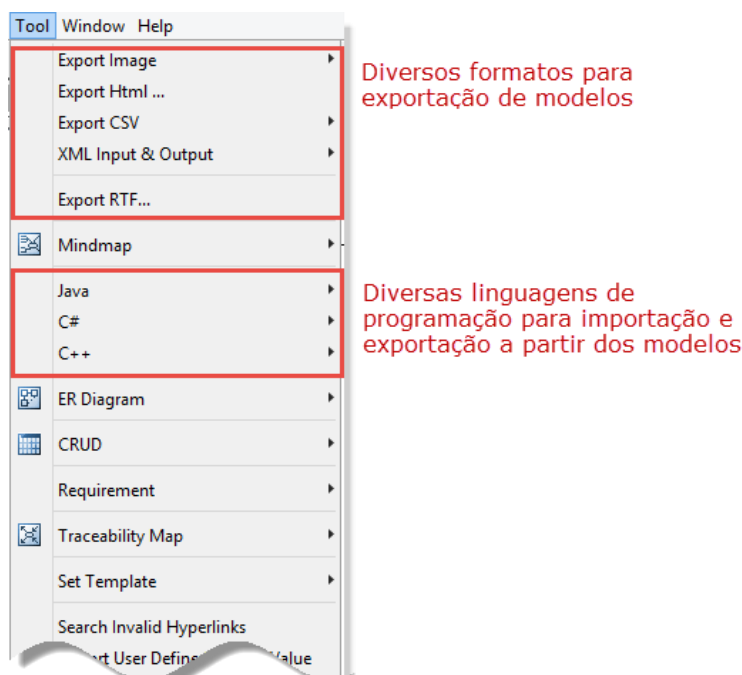 Tool Window Help
Export Image
Export Html ...
Export CSV
XML Input & Output
Export RTF...
Diversos formatos para
exportação de modelos
Mindmap
Java
C#
C++
Diversas linguagens de
programação para importação e
exportação a partir dos modelos
ER Diagram
CRUD
Requirement
Traceability Map
Set Template
Search Invalid Hyperlinks
User